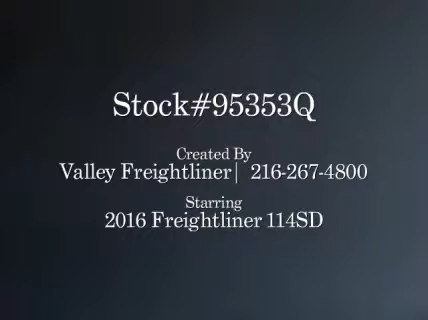 Stock#95353Q
Created By
Valley Freightliner| 216-267-4800
Starring
2016 Freightliner 114SD